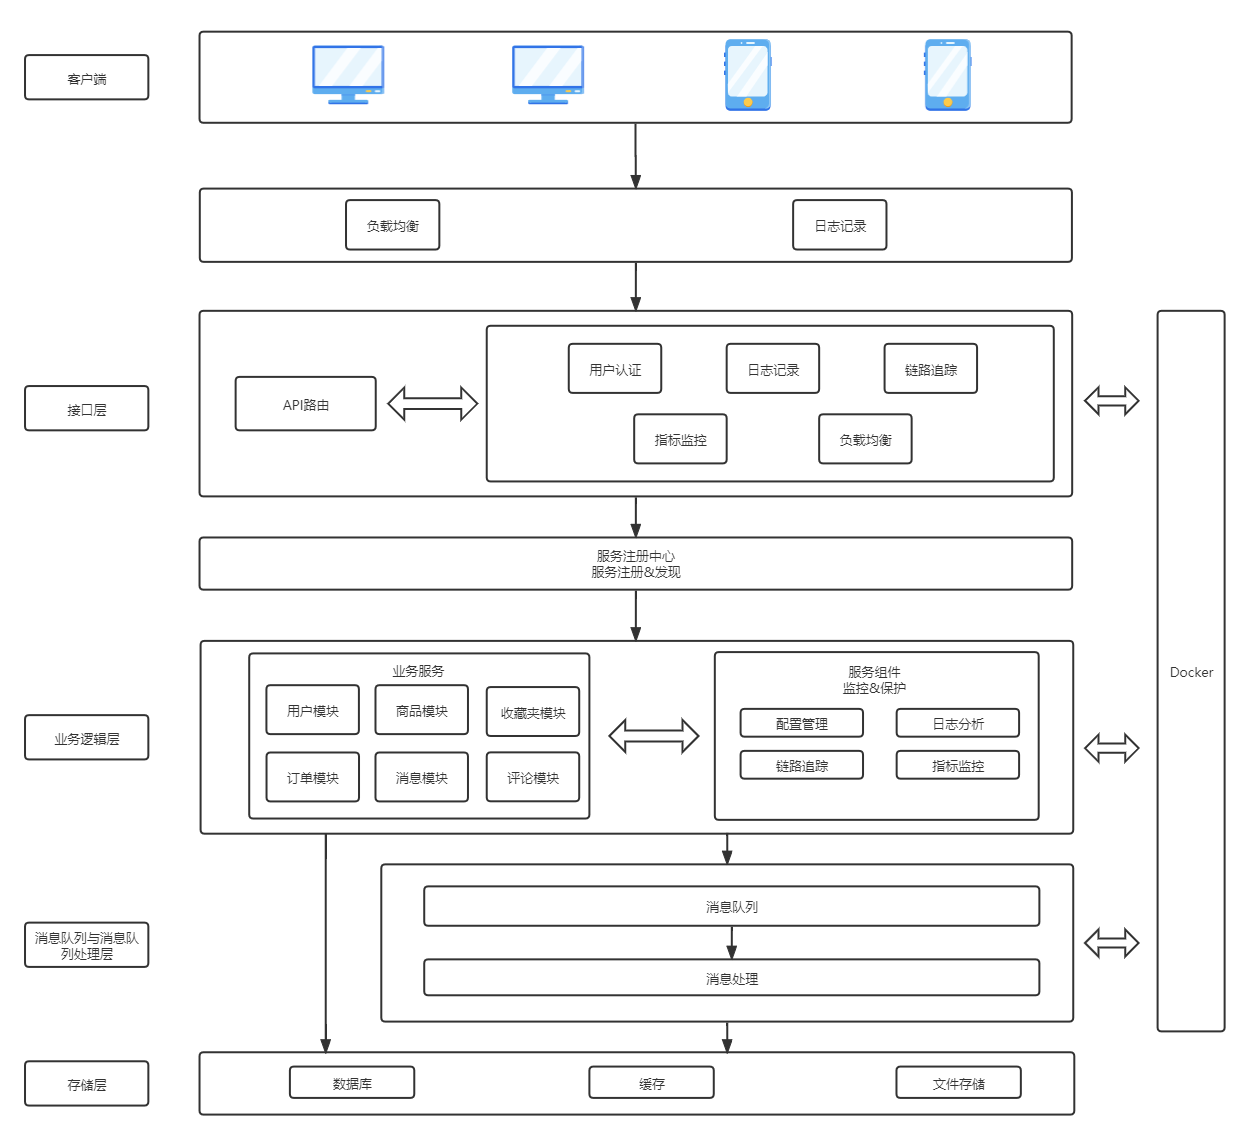 客户端
负载均衡
日志记录
接口层
API路由
用户认证
日志记录
链路追踪
指标监控
负载均衡
服务注册中心
服务注册&发现
Docker
业务逻辑层
业务服务
用户模块
商品模块
收藏夹模块
订单模块
消息模块
评论模块
服务组件
监控&保护
配置管理
日志分析
链路追踪
指标监控
消息队列与消息队
列处理层
消息队列
消息处理
存储层
数据库
缓存
文件存储